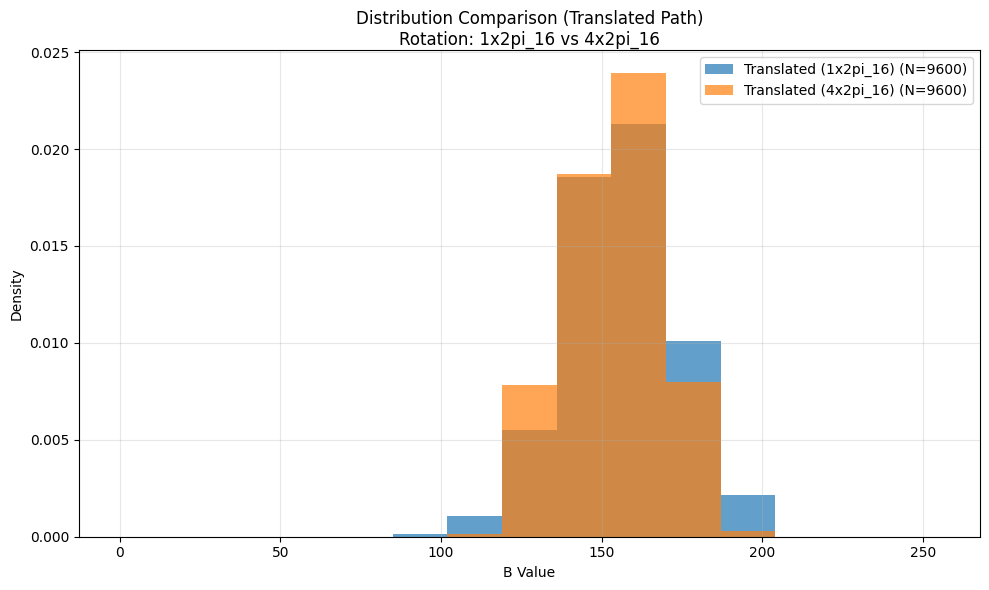 Distribution Comparison (Translated Path)
Rotation: 1x2pi_16 vs 4x2pi_16
Translated (1x2pi_16) (N=9600)
Translated (4x2pi_16) (N=9600)
Density
0.025
0.020
0.015
0.010
0.005
0.000
0 50 100 150 200 250
B Value